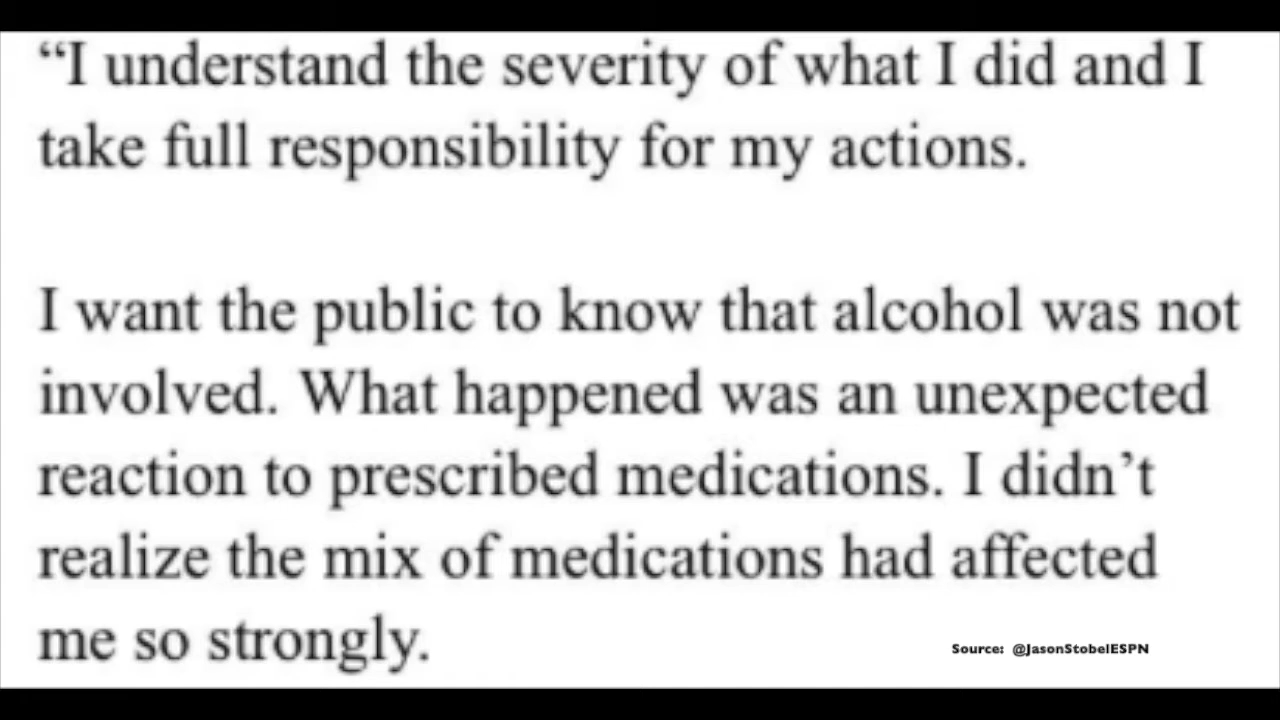 “I understand the severity of what I did and I
take full responsibility for my actions.
I want the public to know that alcohol was not
involved. What happened was an unexpected
reaction to prescribed medications. I didn’t
realize the mix of medications had affected
me so strongly.
Source: @JasonStobelESPN